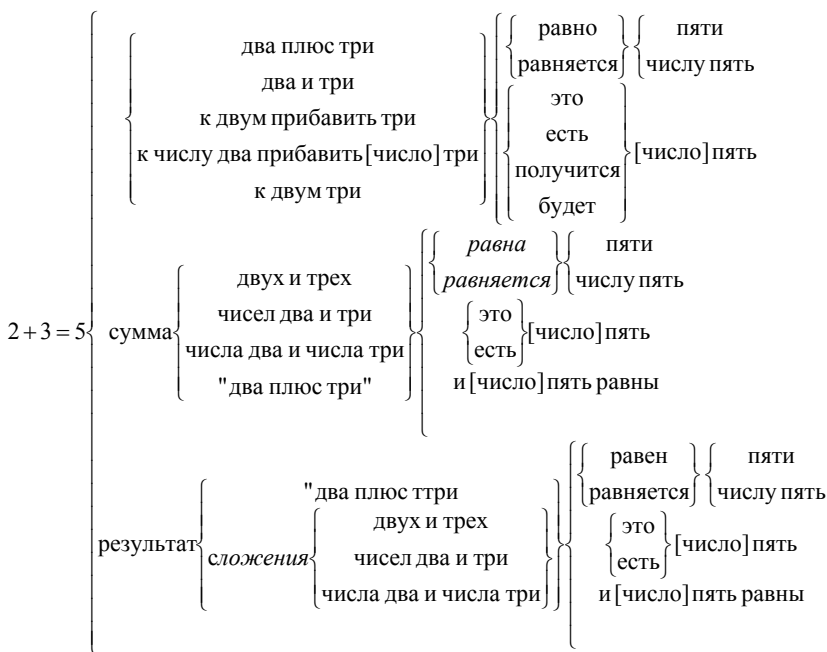 два плюс три
два и три
к двум прибавить три
к числу два прибавить [число] три
к двум три
равно
равняется
пяти
числу пять
это
есть
получится
будет
[число] пять
2 + 3 = 5
сумма
двух и трех
чисел два и три
числа два и числа три
"два плюс три"
равна
равняется
пяти
числу пять
это
есть
[число] пять
и [число] пять равны
результат
"два плюс ттри
сложения
двух и трех
чисел два и три
числа два и числа три
равен
равняется
пяти
числу пять
это
есть
[число] пять
и [число] пять равны